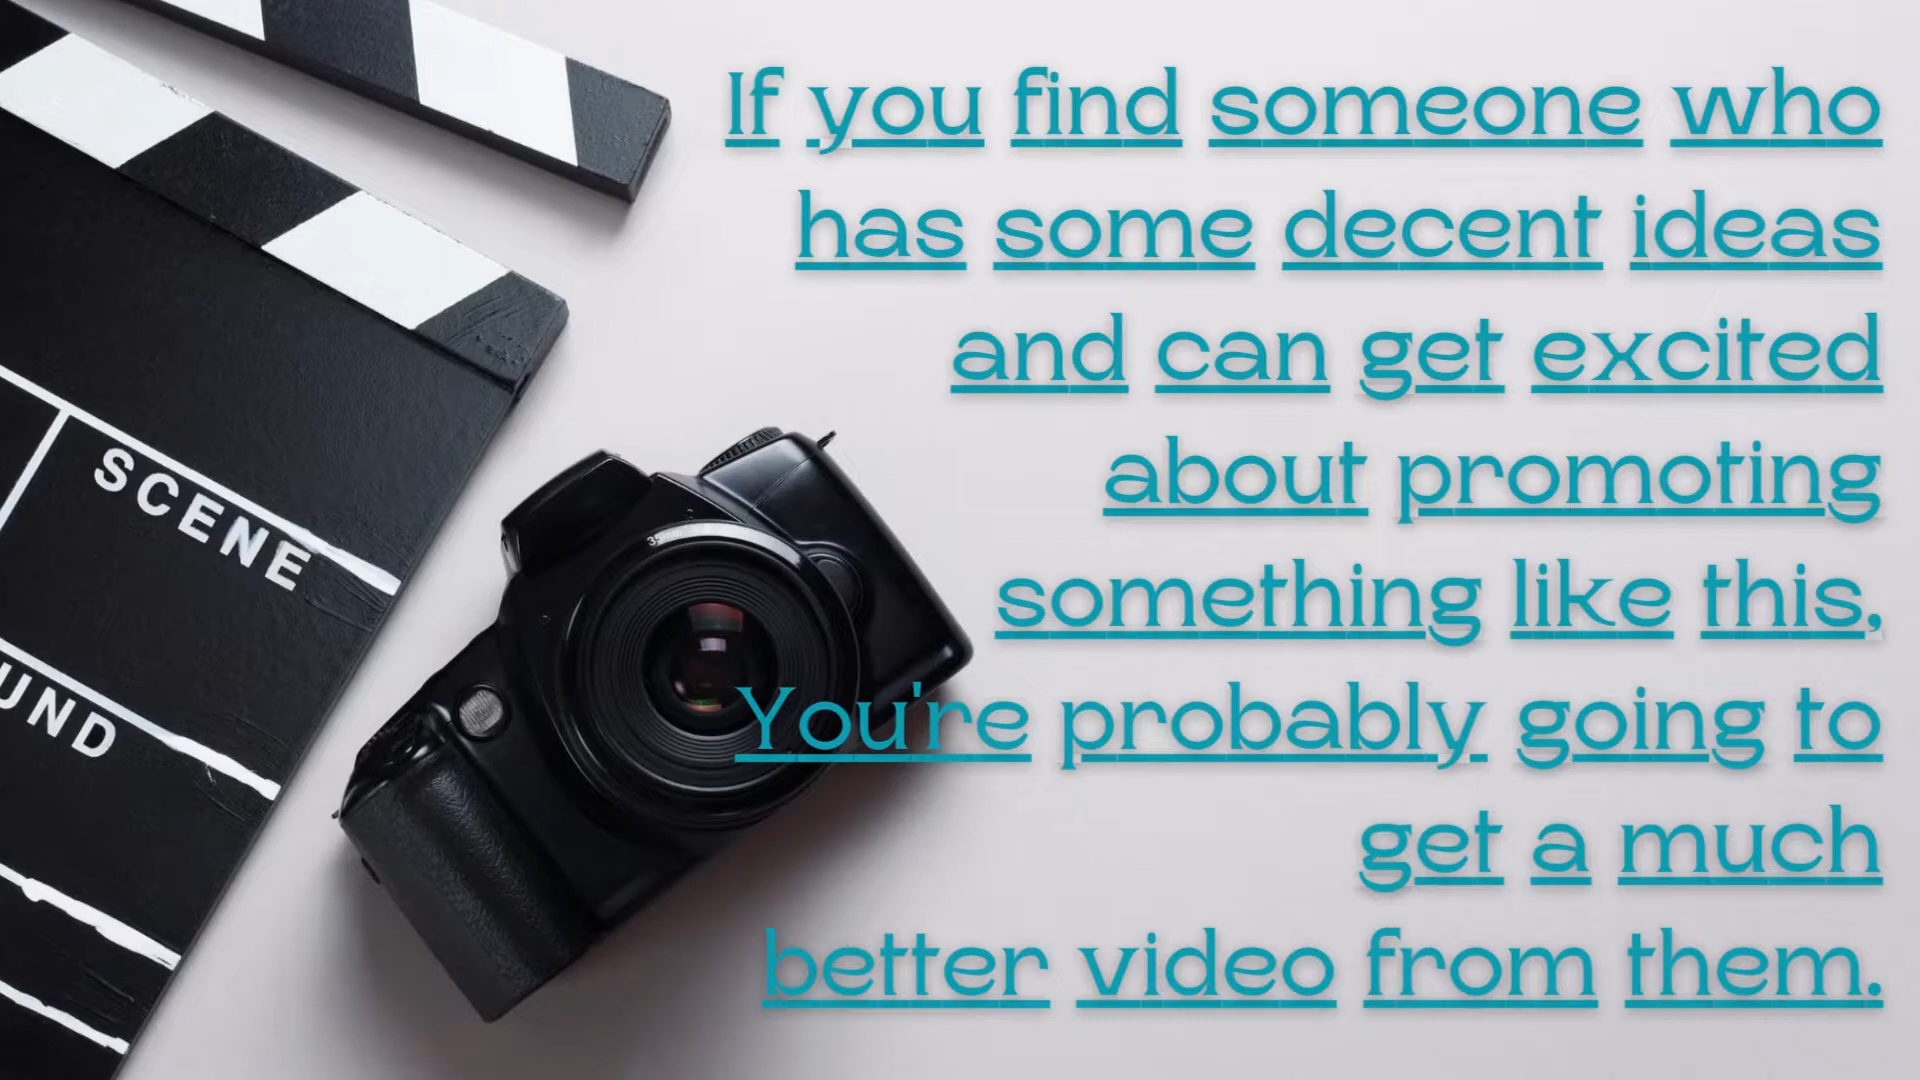 If you find someone who
has some decent ideas
and can get excited
about promoting
something like this,
You're probably going to
get a much
better video from them.
SCENE
UND
35mm